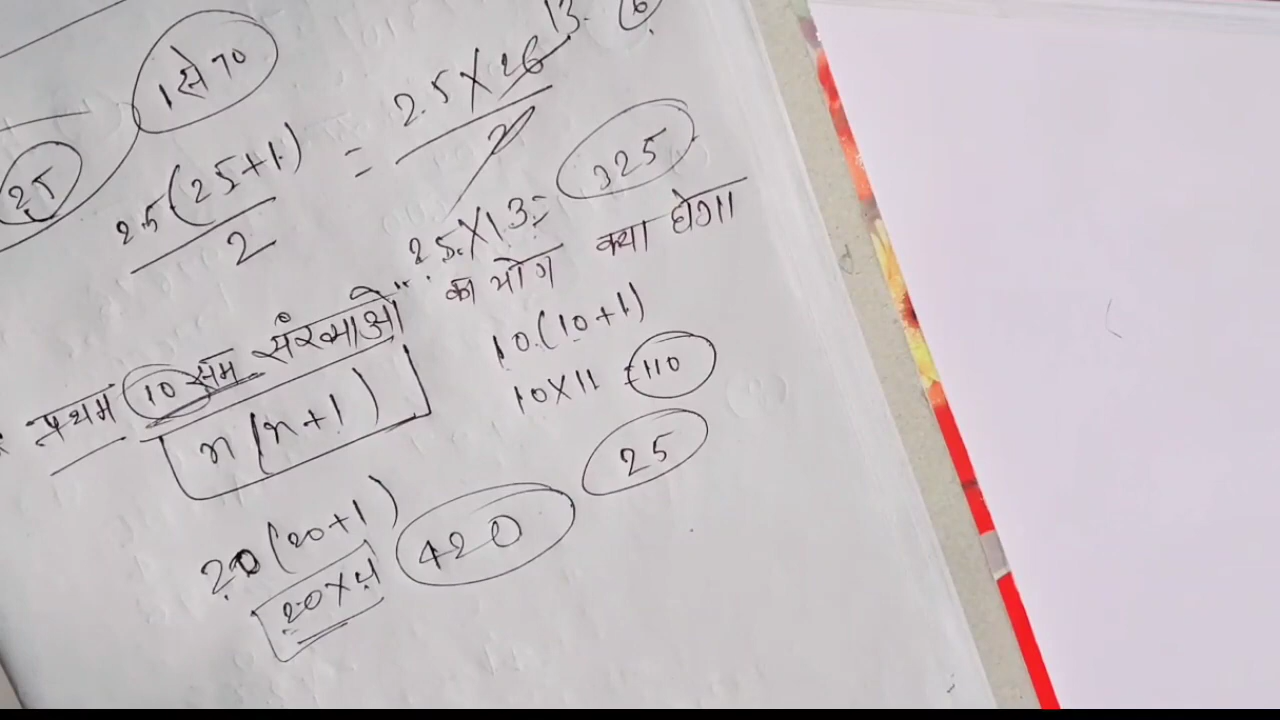 1 से 70
25
25(25+1)
2
= 25×26 13
2
6
25×13= 325
प्रथम 10 सम संख्याओ" का योग क्या होगा
n(n+1)
10(10+1)
10×11 = 110
20(20+1)
20×4
420
25